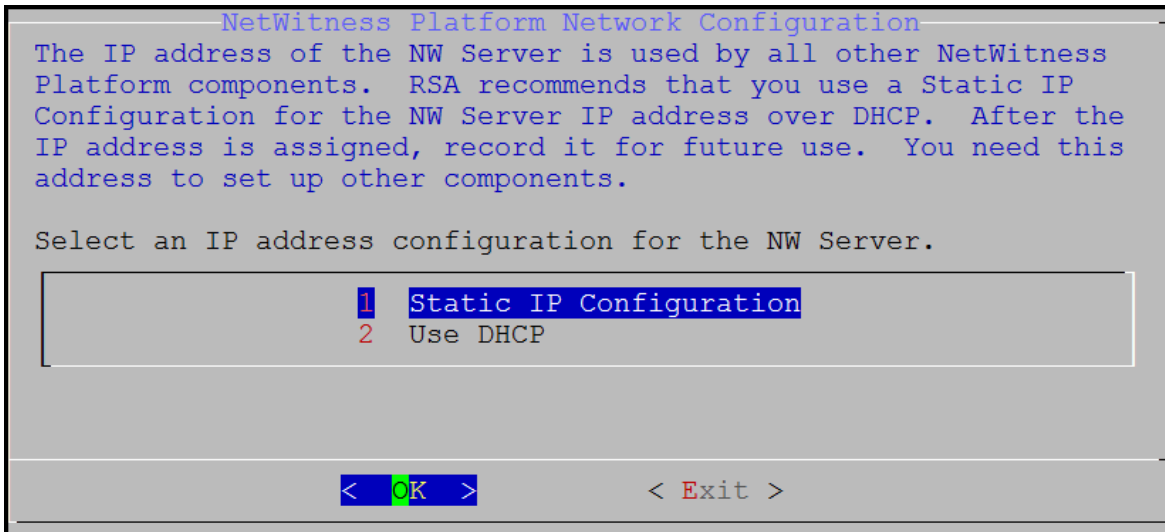 NetWitness Platform Network Configuration
The IP address of the NW Server is used by all other NetWitness
Platform components.  RSA recommends that you use a Static IP
Configuration for the NW Server IP address over DHCP.  After the
IP address is assigned, record it for future use.  You need this
address to set up other components.
Select an IP address configuration for the NW Server.
1  Static IP Configuration
2  Use DHCP
<  OK  >  < Exit >